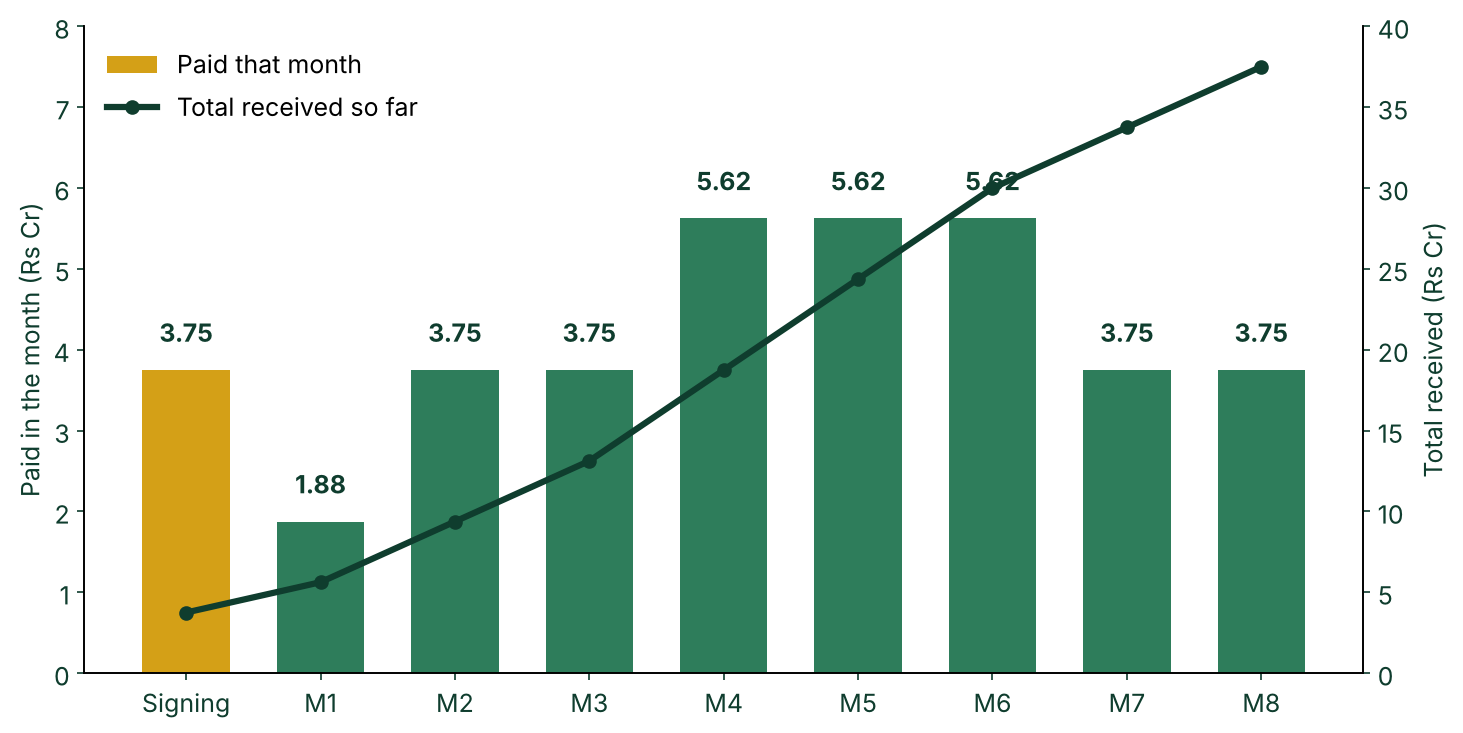 Paid that month
Total received so far
Paid in the month (Rs Cr)
8
7
6
5
4
3
2
1
0
3.75
1.88
3.75
3.75
5.62
5.62
5.62
3.75
3.75
Signing
M1
M2
M3
M4
M5
M6
M7
M8
40
35
30
25
20
15
10
5
0
Total received (Rs Cr)